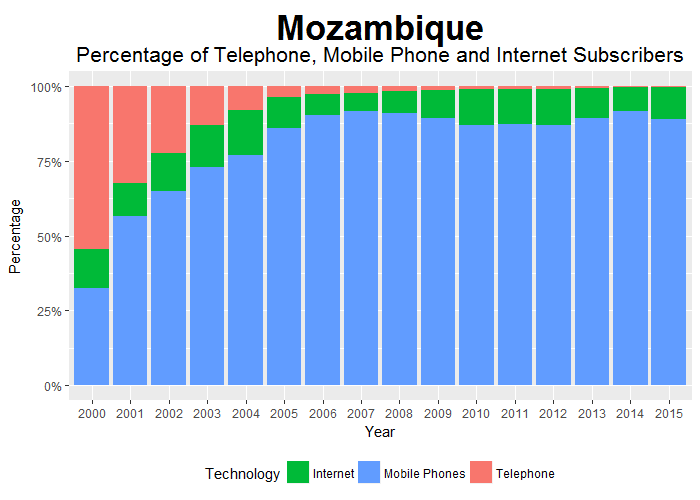 Mozambique
Percentage of Telephone, Mobile Phone and Internet Subscribers
100%
75%
50%
25%
0%
Percentage
2000 2001 2002 2003 2004 2005 2006 2007 2008 2009 2010 2011 2012 2013 2014 2015
Year
Technology Internet Mobile Phones Telephone